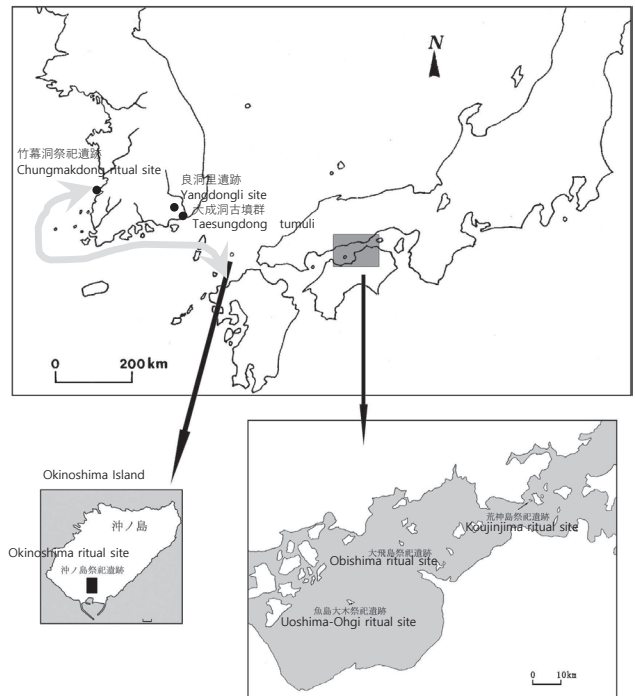 N
竹幕洞祭祀遺跡
Chungmakdong ritual site
良洞里遺跡
Yangdongli site
大成洞古墳群
Taesungdong tumuli
0 200 km
Okinoshima Island
沖ノ島
Okinoshima ritual site
沖ノ島祭祀遺跡
荒神島祭祀遺跡
Koujinjima ritual site
大飛島祭祀遺跡
Obishima ritual site
魚島大木祭祀遺跡
Uoshima-Ohgi ritual site
0 10km